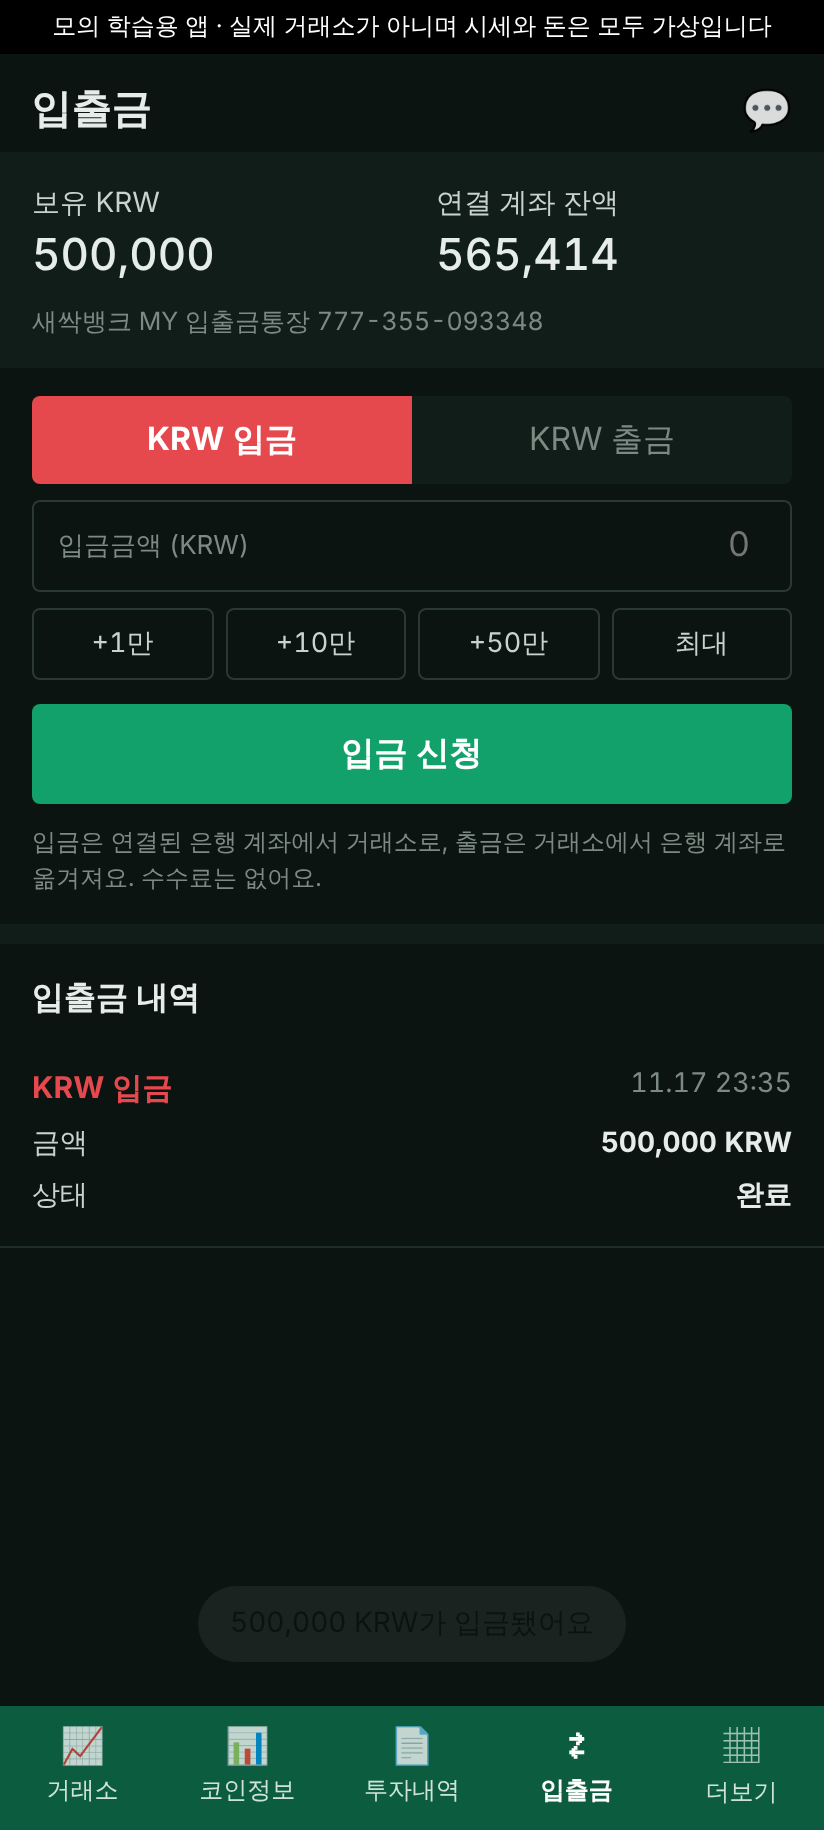 모의 학습용 앱 · 실제 거래소가 아니며 시세와 돈은 모두 가상입니다
입출금
보유 KRW
500,000
연결 계좌 잔액
565,414
새싹뱅크 MY 입출금통장 777-355-093348
KRW 입금
KRW 출금
입금금액 (KRW)
0
+1만
+10만
+50만
최대
입금 신청
입금은 연결된 은행 계좌에서 거래소로, 출금은 거래소에서 은행 계좌로
옮겨져요. 수수료는 없어요.
입출금 내역
KRW 입금
11.17 23:35
금액
500,000 KRW
상태
완료
500,000 KRW가 입금됐어요
거래소
코인정보
투자내역
입출금
더보기